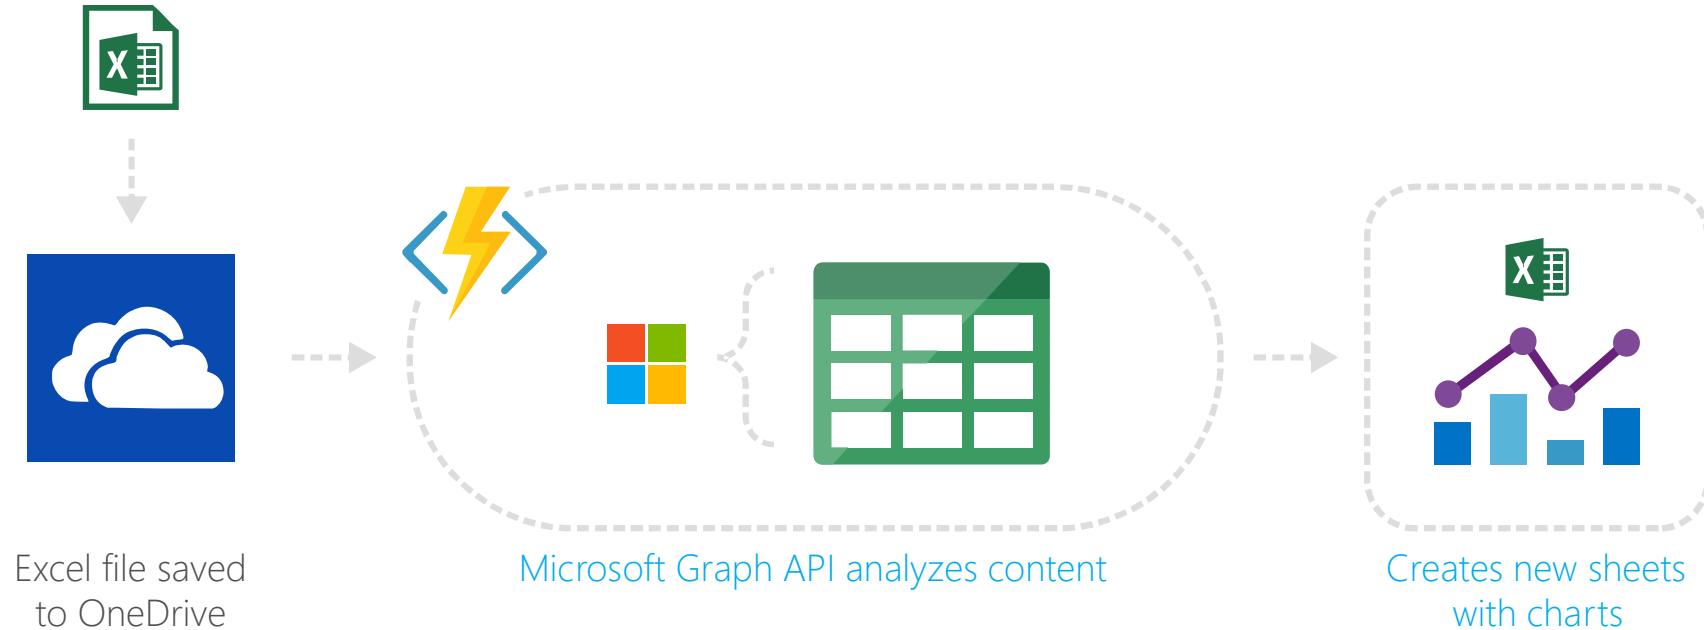 X
X
Excel file saved
to OneDrive
Microsoft Graph API analyzes content
Creates new sheets
with charts